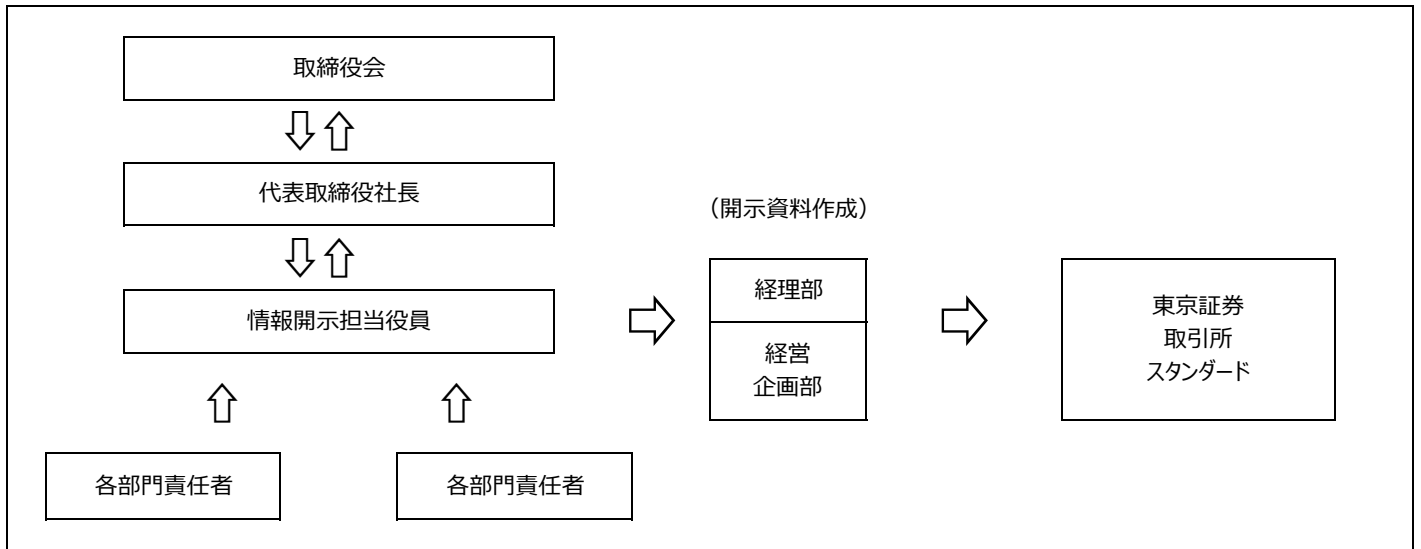 取締役会
代表取締役社長
情報開示担当役員
各部門責任者
各部門責任者
（開示資料作成）
経理部
経営
企画部
東京証券
取引所
スタンダード